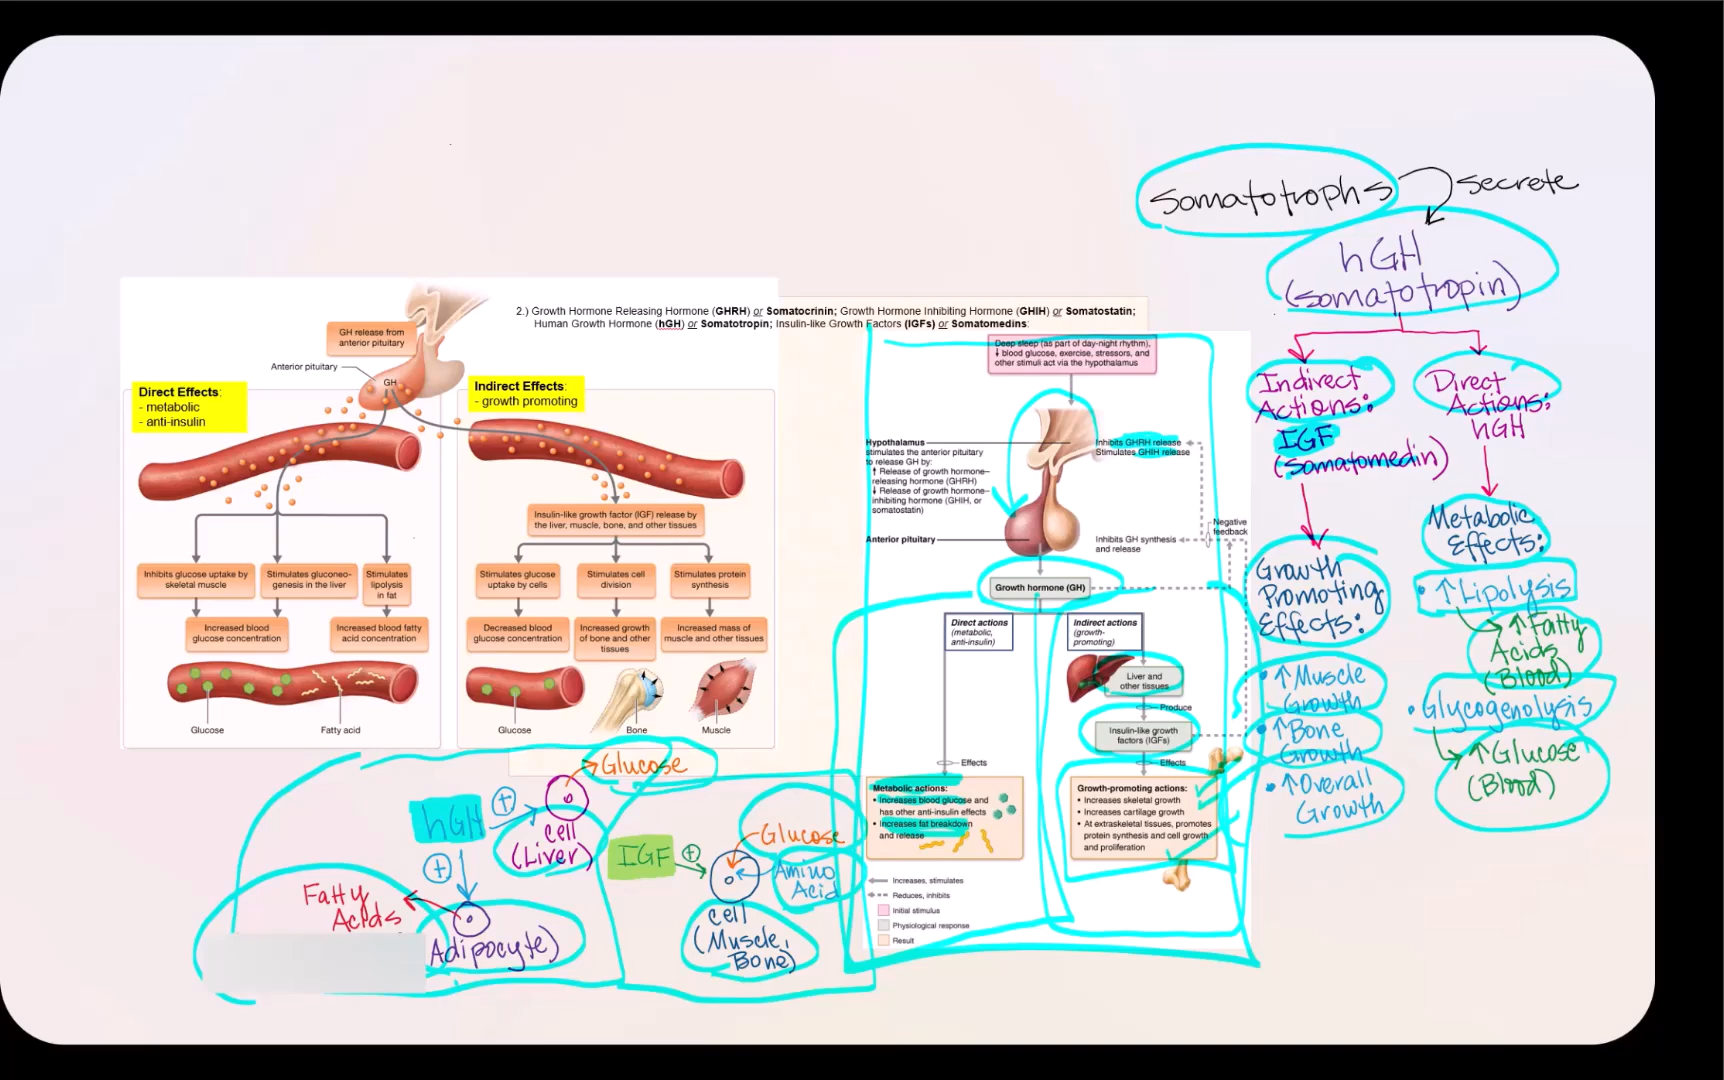 somatotrophs
secrete
hGH
(somatotropin)
2.) Growth Hormone Releasing Hormone (GHRH) or Somatocrinin; Growth Hormone Inhibiting Hormone (GHIH) or Somatostatin;
Human Growth Hormone (hGH) or Somatotropin; Insulin-like Growth Factors (IGFs) or Somatomedins:
GH release from
anterior pituitary
Anterior pituitary
GH
Direct Effects:
- metabolic
- anti-insulin
Indirect Effects:
- growth promoting
Insulin-like growth factor (IGF) release by
the liver, muscle, bone, and other tissues
Inhibits glucose uptake by
skeletal muscle
Stimulates gluconeo-
genesis in the liver
Stimulates
lipolysis
in fat
Increased blood
glucose concentration
Increased blood fatty
acid concentration
Glucose
Fatty acid
Stimulates glucose
uptake by cells
Stimulates cell
division
Stimulates protein
synthesis
Decreased blood
glucose concentration
Increased growth
of bone and other
tissues
Increased mass of
muscle and other tissues
Glucose
Bone
Muscle
Deep sleep (as part of day-night rhythm),
↓ blood glucose, exercise, stressors, and
other stimuli act via the hypothalamus
Hypothalamus
stimulates the anterior pituitary
to release GH by:
↑ Release of growth hormone–
releasing hormone (GHRH)
↓ Release of growth hormone–
inhibiting hormone (GHIH, or
somatostatin)
Inhibits GHRH release
Stimulates GHIH release
Negative
feedback
Anterior pituitary
Inhibits GH synthesis
and release
Growth hormone (GH)
Direct actions
(metabolic,
anti-insulin)
Indirect actions
(growth-
promoting)
Liver and
other tissues
Produce
Insulin-like growth
factors (IGFs)
Effects
Effects
Metabolic actions:
• Increases blood glucose and
has other anti-insulin effects
• Increases fat breakdown
and release
Growth-promoting actions:
• Increases skeletal growth
• Increases cartilage growth
• At extraskeletal tissues, promotes
protein synthesis and cell growth
and proliferation
Increases, stimulates
Reduces, inhibits
Initial stimulus
Physiological response
Result
Indirect
Actions:
IGF
(Somatomedin)
Growth
Promoting
Effects:
• ↑Muscle
Growth
• ↑Bone
Growth
• ↑Overall
Growth
Direct
Actions:
hGH
Metabolic
Effects:
• ↑Lipolysis
↑Fatty
Acids
(Blood)
• Glycogenolysis
↑Glucose
(Blood)
Glucose
hGH
+
cell
(Liver)
+
Fatty
Acids
Adipocyte)
IGF
+
Glucose
Amino
Acid
cell
(Muscle,
Bone)